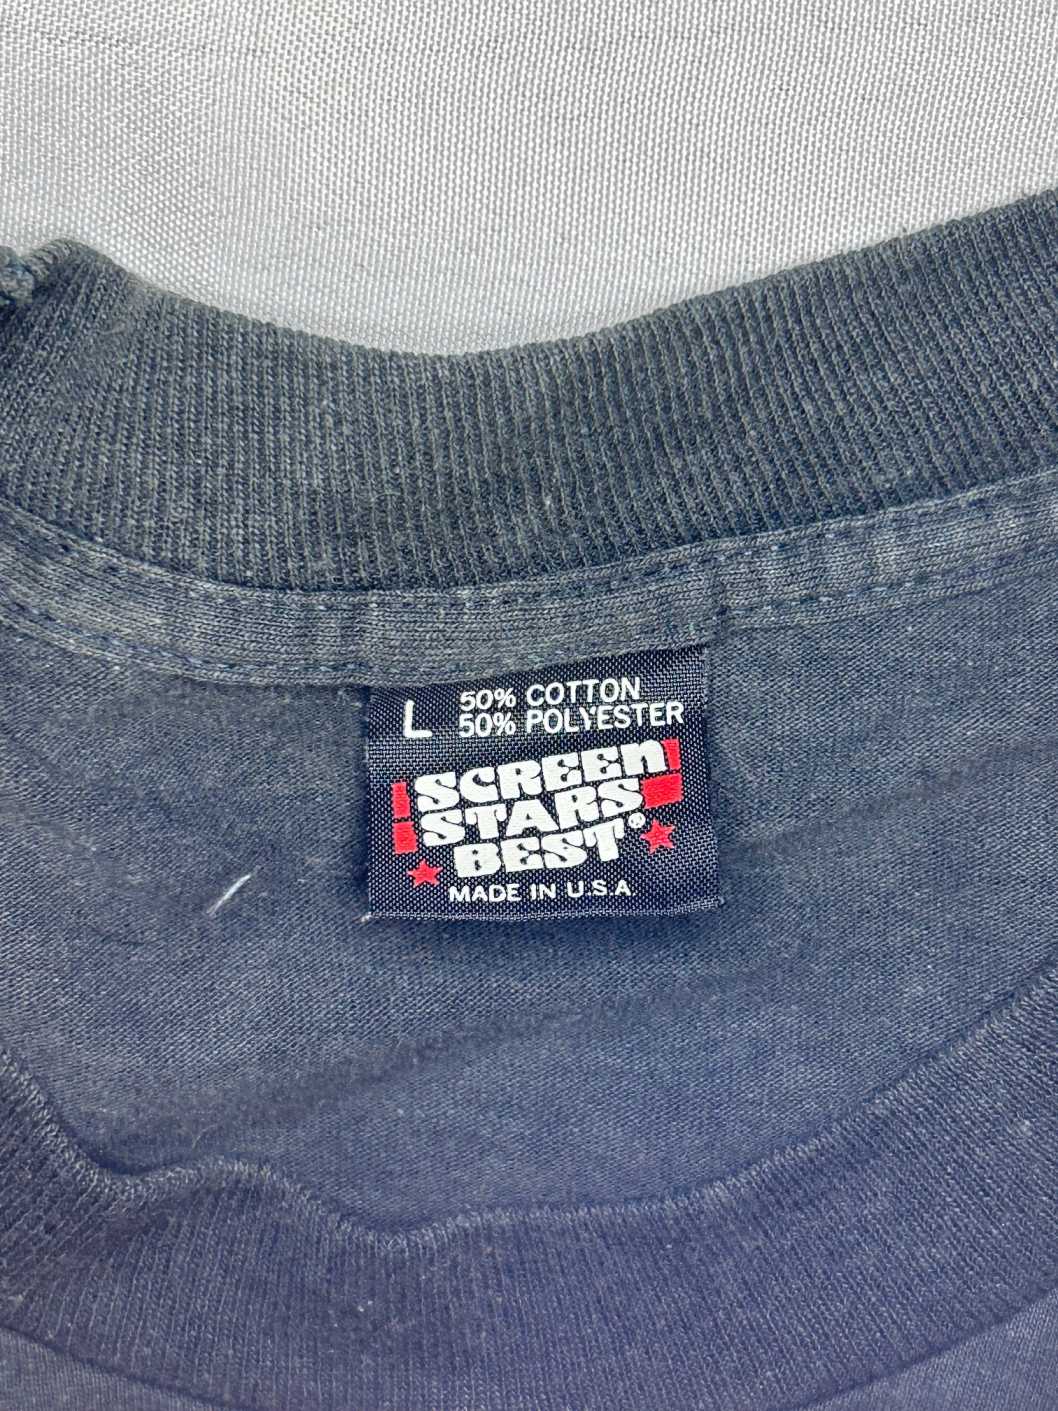 L 50% COTTON
50% POLYESTER
SCREEN
STARS
BEST®
MADE IN U.S.A.